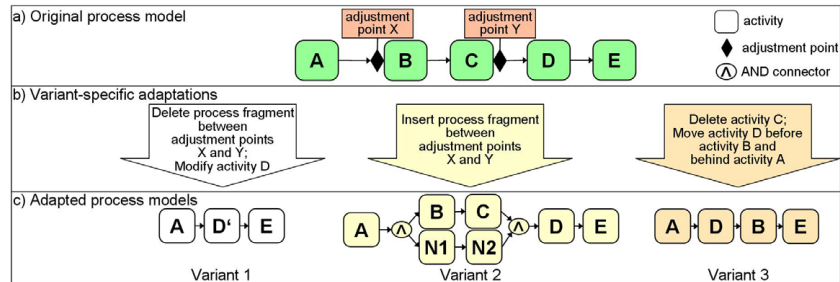 a) Original process model
adjustment
point X
adjustment
point Y
activity
adjustment point
AND connector
A B C D E
b) Variant-specific adaptations
Delete process fragment
between
adjustment points
X and Y;
Modify activity D
Insert process fragment
between
adjustment points
X and Y
Delete activity C;
Move activity D before
activity B and
behind activity A
c) Adapted process models
A D‘ E
Variant 1
A Λ B C N1 N2 Λ D E
Variant 2
A D B E
Variant 3